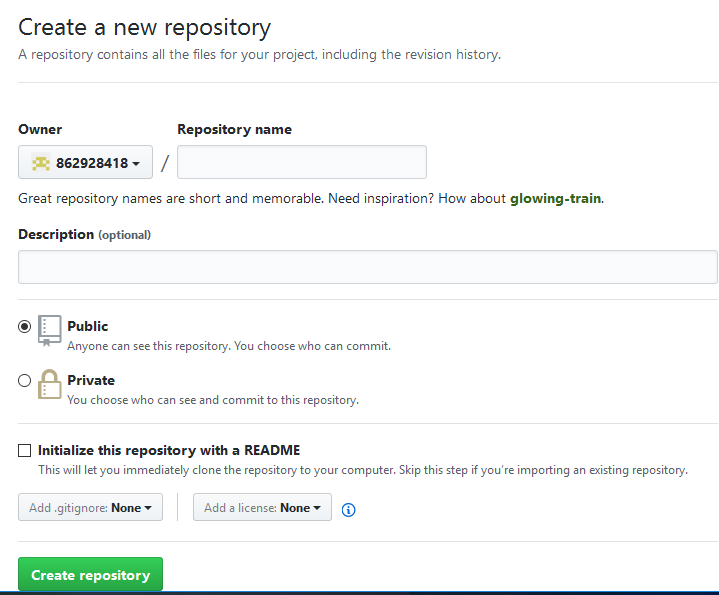 Create a new repository
A repository contains all the files for your project, including the revision history.
Owner Repository name
862928418 /
Great repository names are short and memorable. Need inspiration? How about glowing-train.
Description (optional)
Public
Anyone can see this repository. You choose who can commit.
Private
You choose who can see and commit to this repository.
Initialize this repository with a README
This will let you immediately clone the repository to your computer. Skip this step if you're importing an existing repository.
Add .gitignore: None Add a license: None
Create repository